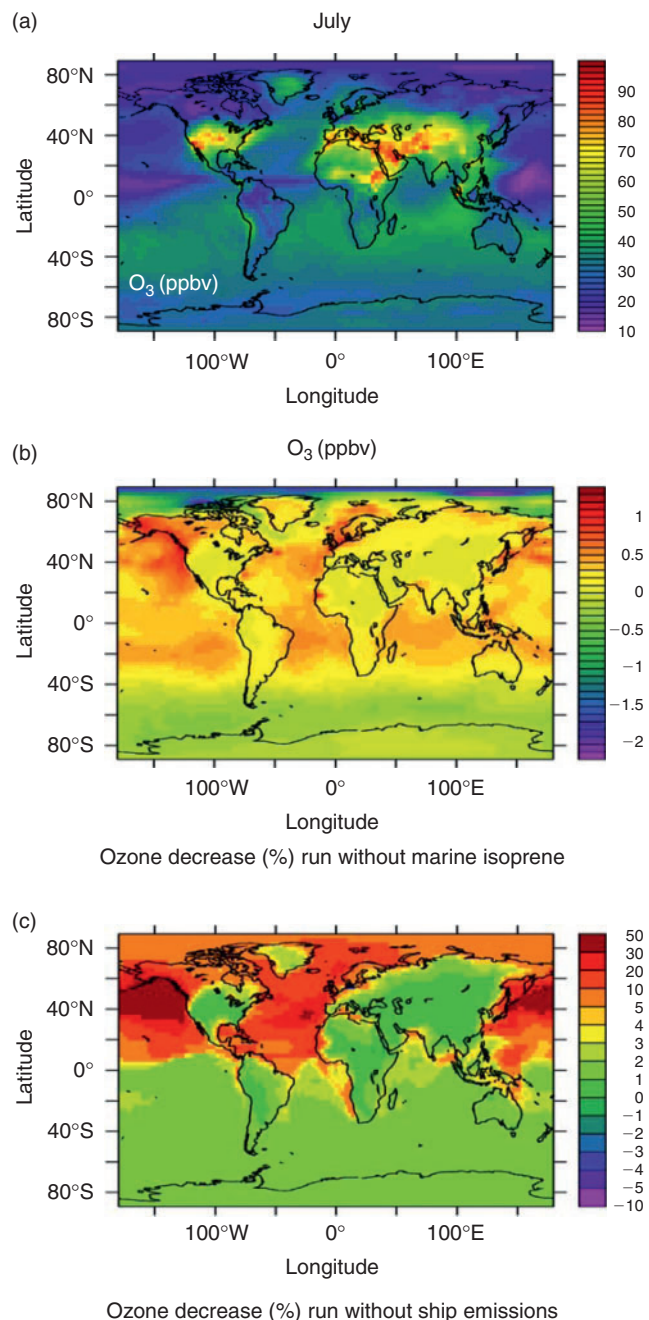 (a)
July
80°N
40°N
0°
40°S
80°S
Latitude
O3 (ppbv)
90
80
70
60
50
40
30
20
10
100°W 0° 100°E
Longitude
(b)
O3 (ppbv)
80°N
40°N
0°
40°S
80°S
Latitude
1
0.5
0
−0.5
−1
−1.5
−2
100°W 0° 100°E
Longitude
Ozone decrease (%) run without marine isoprene
(c)
80°N
40°N
0°
40°S
80°S
Latitude
50
30
20
10
5
4
3
2
1
0
−1
−2
−3
−4
−5
−10
100°W 0° 100°E
Longitude
Ozone decrease (%) run without ship emissions